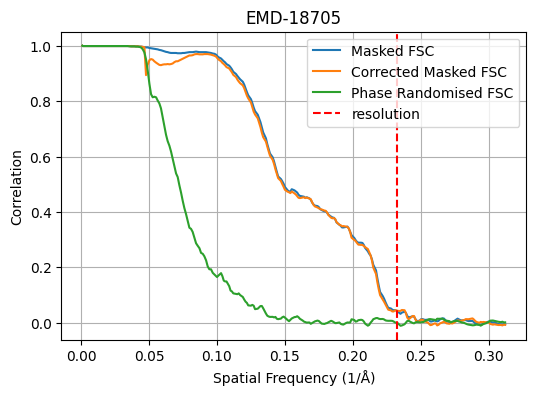 EMD-18705
Masked FSC
Corrected Masked FSC
Phase Randomised FSC
resolution
Correlation
1.0
0.8
0.6
0.4
0.2
0.0
0.00 0.05 0.10 0.15 0.20 0.25 0.30
Spatial Frequency (1/Å)